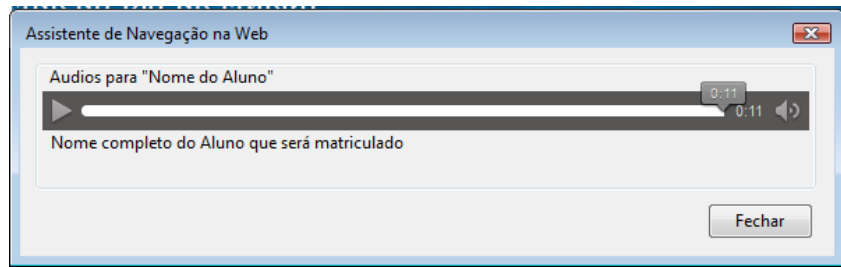 Assistente de Navegação na Web
Audios para "Nome do Aluno"
0:11
0:11
Nome completo do Aluno que será matriculado
Fechar